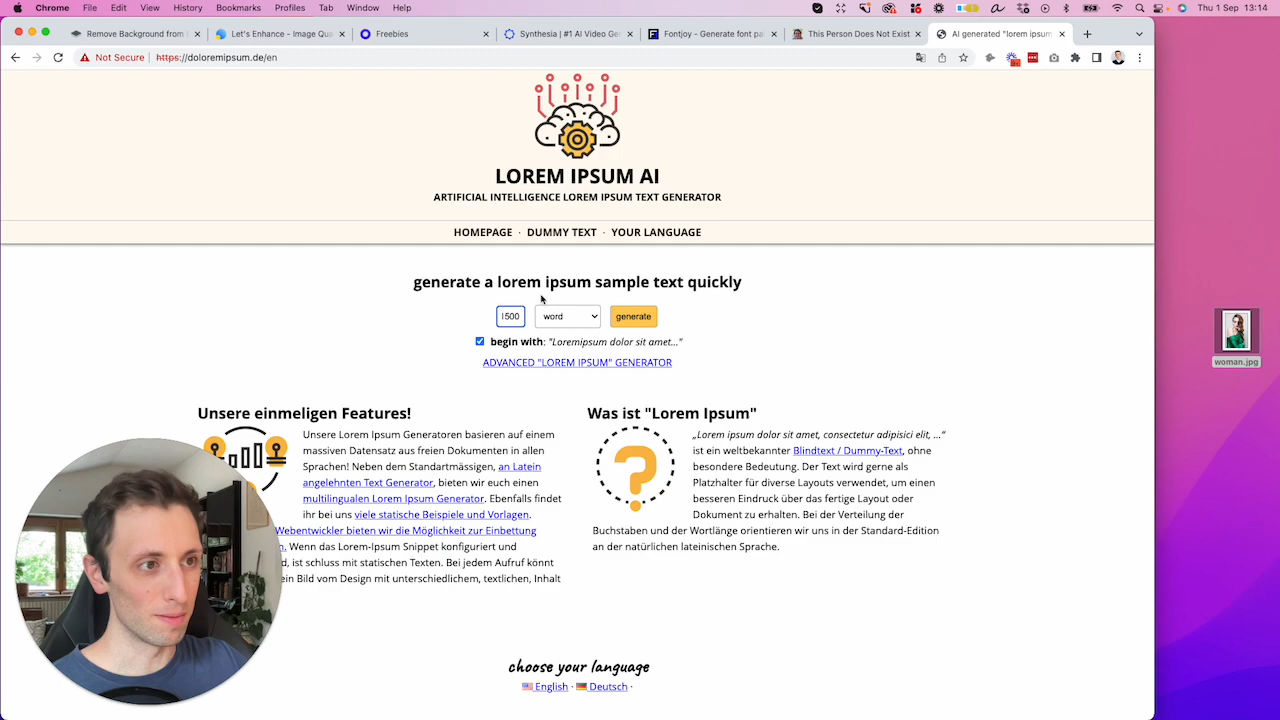 Chrome File Edit View History Bookmarks Profiles Tab Window Help
Thu 1 Sep 13:14
Remove Background from
Let's Enhance - Image Qua
Freebies
Synthesia | #1 AI Video Gen
Fontjoy - Generate font pa
This Person Does Not Exist
AI generated "lorem ipsum
Not Secure https://doloremipsum.de/en
LOREM IPSUM AI
ARTIFICIAL INTELLIGENCE LOREM IPSUM TEXT GENERATOR
HOMEPAGE · DUMMY TEXT · YOUR LANGUAGE
generate a lorem ipsum sample text quickly
500 word generate
begin with: "Loremipsum dolor sit amet..."
ADVANCED "LOREM IPSUM" GENERATOR
Unsere einmeligen Features!
Unsere Lorem Ipsum Generatoren basieren auf einem
massiven Datensatz aus freien Dokumenten in allen
Sprachen! Neben dem Standartmässigen, an Latein
angelehnten Text Generator, bieten wir euch einen
multilingualen Lorem Ipsum Generator. Ebenfalls findet
ihr bei uns viele statische Beispiele und Vorlagen.
Webentwickler bieten wir die Möglichkeit zur Einbettung
. Wenn das Lorem-Ipsum Snippet konfiguriert und
d, ist schluss mit statischen Texten. Bei jedem Aufruf könnt
ein Bild vom Design mit unterschiedlichem, textlichen, Inhalt
Was ist "Lorem Ipsum"
„Lorem ipsum dolor sit amet, consectetur adipisici elit, …“
ist ein weltbekannter Blindtext / Dummy-Text, ohne
besondere Bedeutung. Der Text wird gerne als
Platzhalter für diverse Layouts verwendet, um einen
besseren Eindruck über das fertige Layout oder
Dokument zu erhalten. Bei der Verteilung der
Buchstaben und der Wortlänge orientieren wir uns in der Standard-Edition
an der natürlichen lateinischen Sprache.
woman.jpg
choose your language
English · Deutsch ·